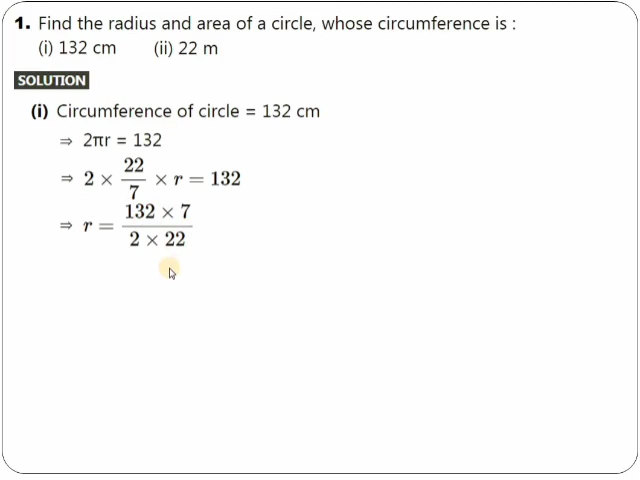 1. Find the radius and area of a circle, whose circumference is :
(i) 132 cm (ii) 22 m
SOLUTION
(i) Circumference of circle = 132 cm
⇒ 2πr = 132
⇒ 2 × 22/7 × r = 132
⇒ r = (132 × 7)/(2 × 22)